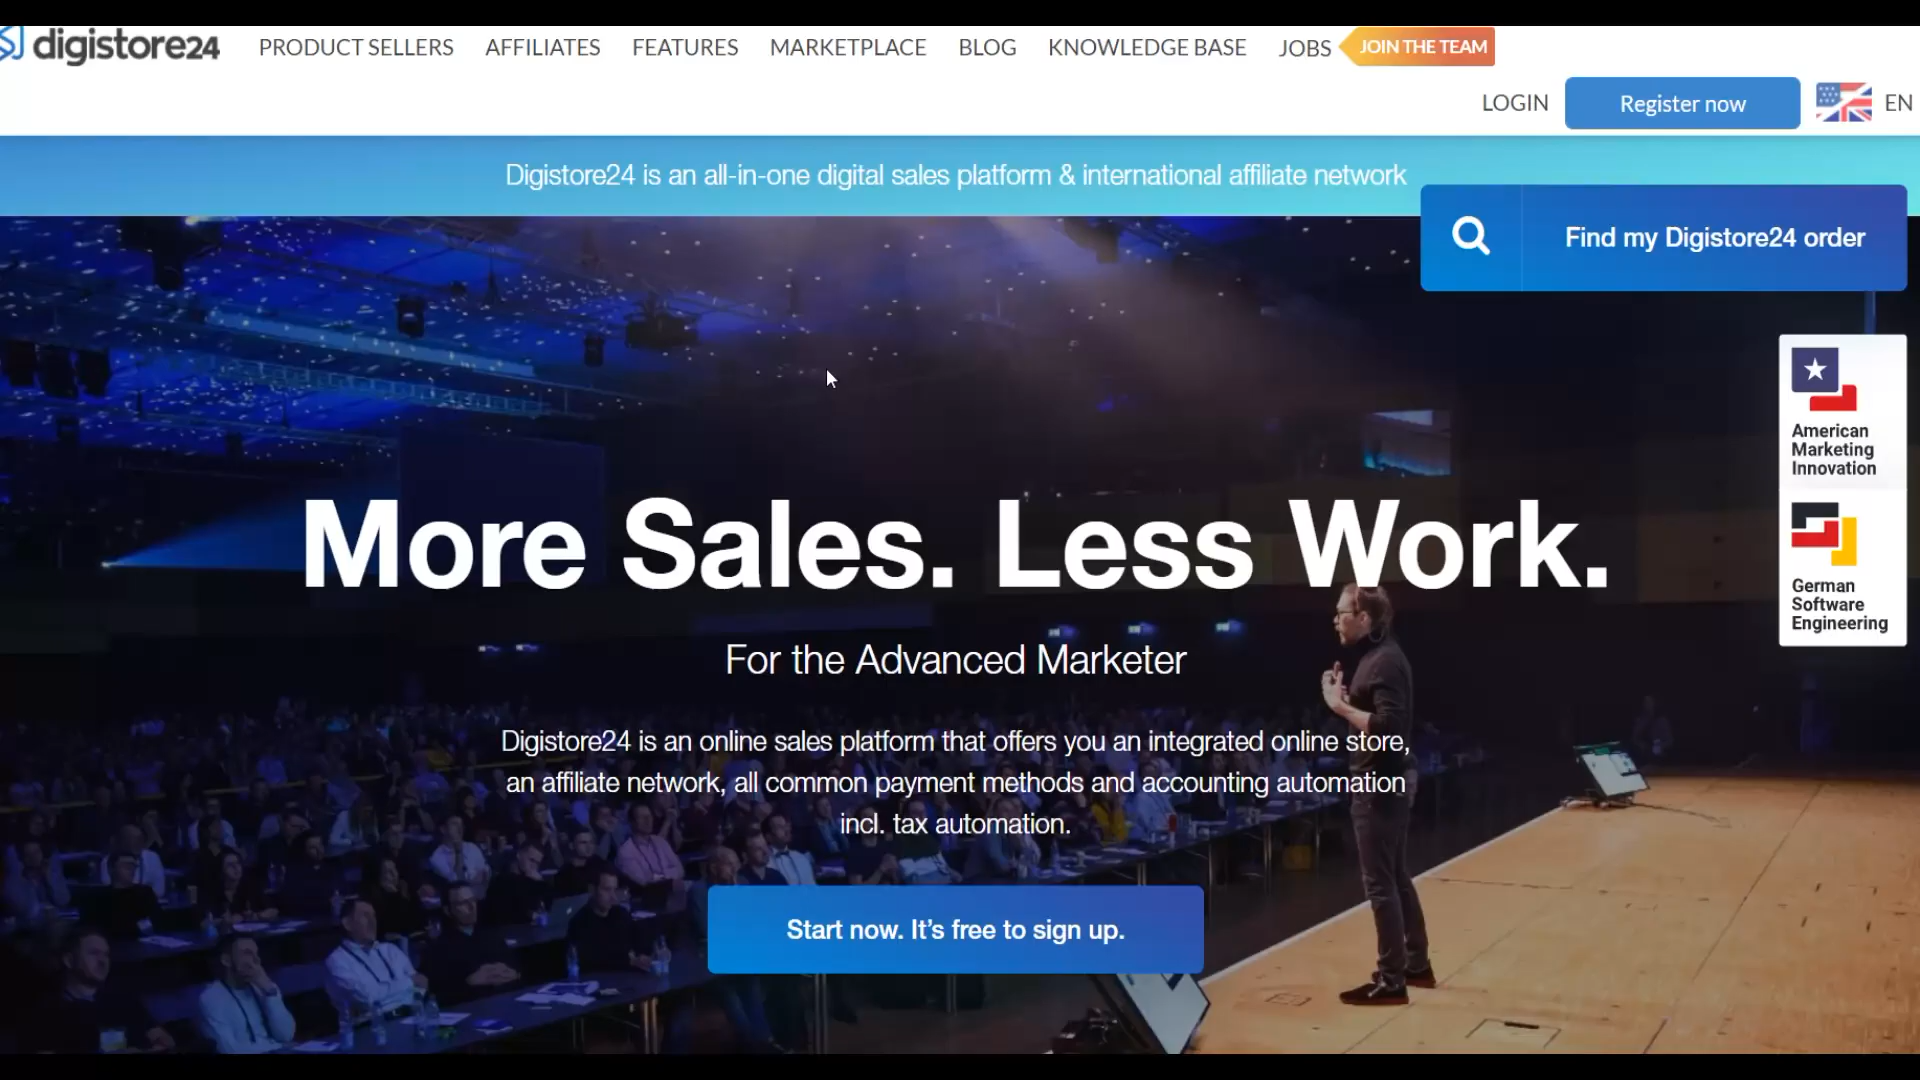 digistore24
PRODUCT SELLERS AFFILIATES FEATURES MARKETPLACE BLOG KNOWLEDGE BASE JOBS JOIN THE TEAM
LOGIN Register now EN
Digistore24 is an all-in-one digital sales platform & international affiliate network
Find my Digistore24 order
American
Marketing
Innovation
German
Software
Engineering
More Sales. Less Work.
For the Advanced Marketer
Digistore24 is an online sales platform that offers you an integrated online store,
an affiliate network, all common payment methods and accounting automation
incl. tax automation.
Start now. It’s free to sign up.